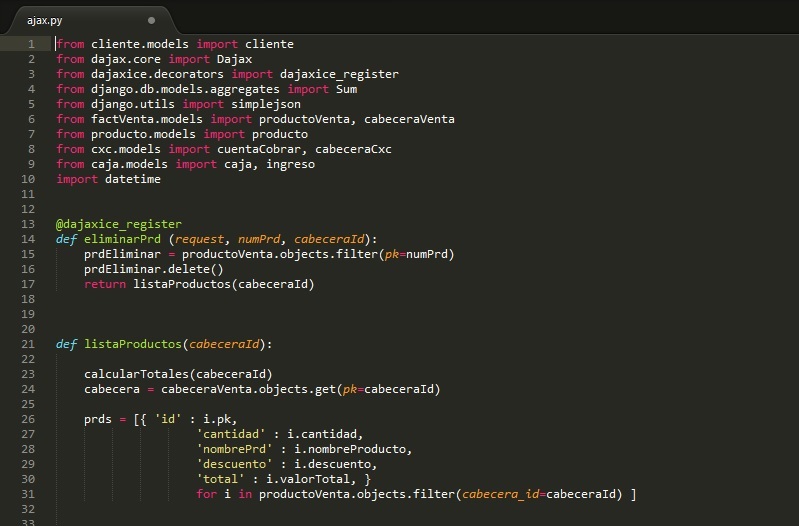 ajax.py
1 from cliente.models import cliente
2 from dajax.core import Dajax
3 from dajaxice.decorators import dajaxice_register
4 from django.db.models.aggregates import Sum
5 from django.utils import simplejson
6 from factVenta.models import productoVenta, cabeceraVenta
7 from producto.models import producto
8 from cxc.models import cuentaCobrar, cabeceraCxc
9 from caja.models import caja, ingreso
10 import datetime
11
12
13 @dajaxice_register
14 def eliminarPrd (request, numPrd, cabeceraId):
15     prdEliminar = productoVenta.objects.filter(pk=numPrd)
16     prdEliminar.delete()
17     return listaProductos(cabeceraId)
18
19
20
21 def listaProductos(cabeceraId):
22
23     calcularTotales(cabeceraId)
24     cabecera = cabeceraVenta.objects.get(pk=cabeceraId)
25
26     prds = [{ 'id' : i.pk,
27                     'cantidad' : i.cantidad,
28                     'nombrePrd' : i.nombreProducto,
29                     'descuento' : i.descuento,
30                     'total' : i.valorTotal, }
31                     for i in productoVenta.objects.filter(cabecera_id=cabeceraId) ]
32
33